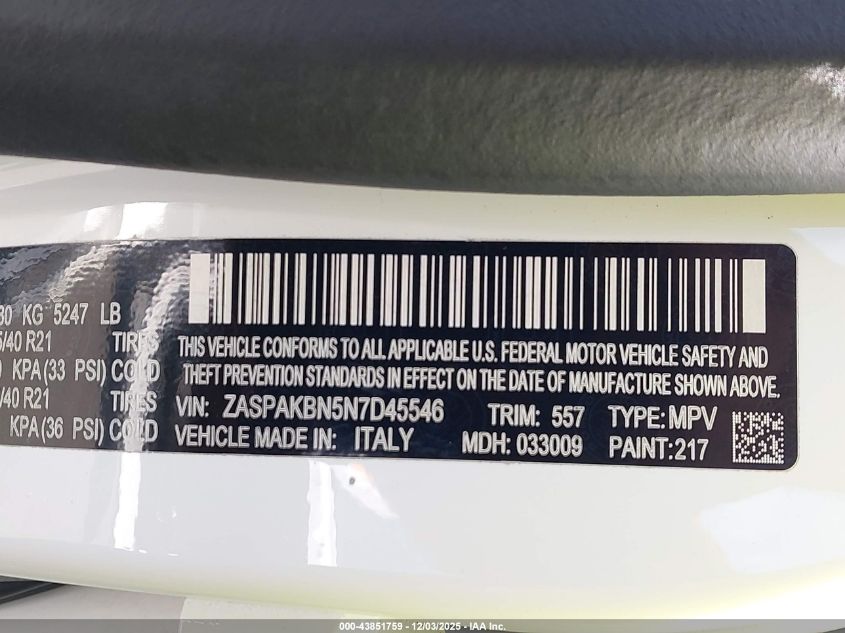 30 KG 5247 LB
/40 R21 TIRES
KPA(33 PSI) COLD
/40 R21 TIRES
KPA(36 PSI) COLD
THIS VEHICLE CONFORMS TO ALL APPLICABLE U.S. FEDERAL MOTOR VEHICLE SAFETY AND
THEFT PREVENTION STANDARDS IN EFFECT ON THE DATE OF MANUFACTURE SHOWN ABOVE.
VIN: ZASPAKBN5N7D45546 TRIM: 557 TYPE: MPV
VEHICLE MADE IN: ITALY MDH: 033009 PAINT: 217
000-43851759 - 12/03/2025 - IAA Inc.